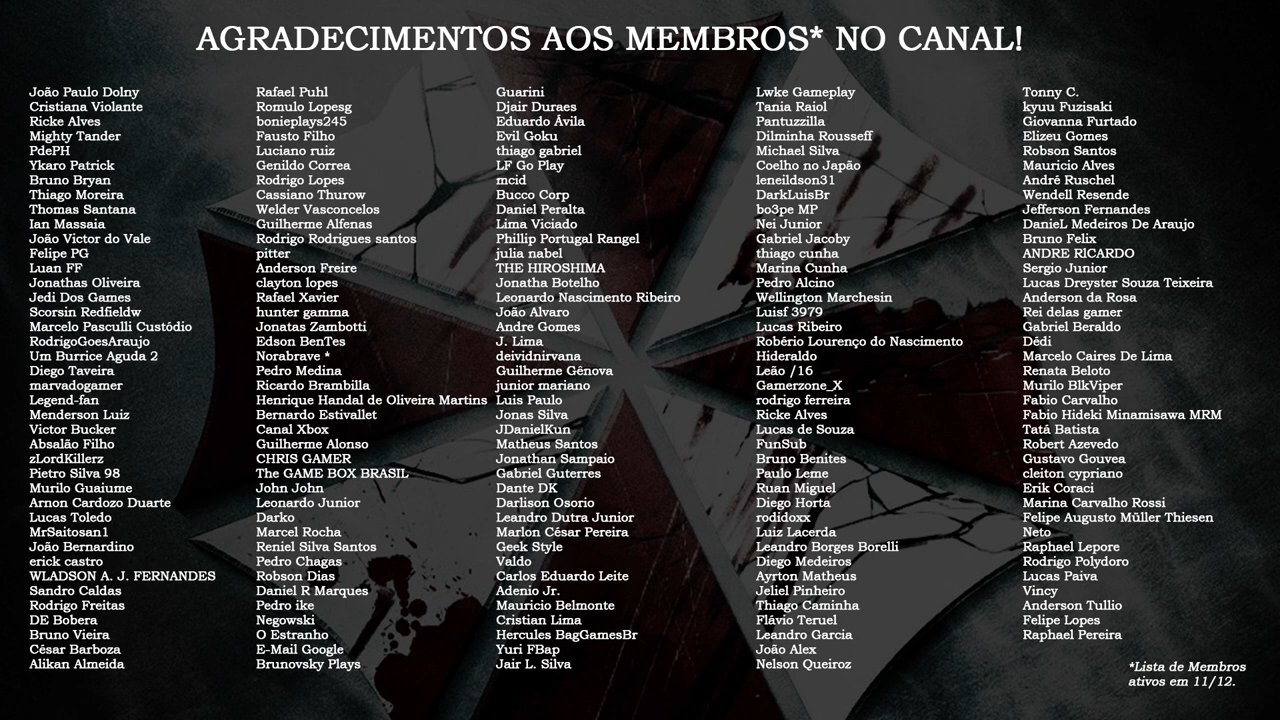 AGRADECIMENTOS AOS MEMBROS* NO CANAL!
João Paulo Dolny
Cristiana Violante
Ricke Alves
Mighty Tander
PdePH
Ykaro Patrick
Bruno Bryan
Thiago Moreira
Thomas Santana
Ian Massaia
João Victor do Vale
Felipe PG
Luan FF
Jonathas Oliveira
Jedi Dos Games
Scorsin Redfieldw
Marcelo Pasculli Custódio
RodrigoGoesAraujo
Um Burrice Aguda 2
Diego Taveira
marvadogamer
Legend-fan
Menderson Luiz
Victor Bucker
Absalão Filho
zLordKillerz
Pietro Silva 98
Murilo Guaiume
Arnon Cardozo Duarte
Lucas Toledo
MrSaitosan1
João Bernardino
erick castro
WLADSON A. J. FERNANDES
Sandro Caldas
Rodrigo Freitas
DE Bobera
Bruno Vieira
César Barboza
Alikan Almeida
Rafael Puhl
Romulo Lopesg
bonieplays245
Fausto Filho
Luciano ruiz
Genildo Correa
Rodrigo Lopes
Cassiano Thurow
Welder Vasconcelos
Guilherme Alfenas
Rodrigo Rodrigues santos
pitter
Anderson Freire
clayton lopes
Rafael Xavier
hunter gamma
Jonatas Zambotti
Edson BenTes
Norabrave *
Pedro Medina
Ricardo Brambilla
Henrique Handal de Oliveira Martins
Bernardo Estivallet
Canal Xbox
Guilherme Alonso
CHRIS GAMER
The GAME BOX BRASIL
John John
Leonardo Junior
Darko
Marcel Rocha
Reniel Silva Santos
Pedro Chagas
Robson Dias
Daniel R Marques
Pedro ike
Negowski
O Estranho
E-Mail Google
Brunovsky Plays
Guarini
Djair Duraes
Eduardo Ávila
Evil Goku
thiago gabriel
LF Go Play
mcid
Bucco Corp
Daniel Peralta
Lima Viciado
Phillip Portugal Rangel
julia nabel
THE HIROSHIMA
Jonatha Botelho
Leonardo Nascimento Ribeiro
João Alvaro
Andre Gomes
J. Lima
deividnirvana
Guilherme Gênova
junior mariano
Luis Paulo
Jonas Silva
JDanielKun
Matheus Santos
Jonathan Sampaio
Gabriel Guterres
Dante DK
Darlison Osorio
Leandro Dutra Junior
Marlon César Pereira
Geek Style
Valdo
Carlos Eduardo Leite
Adenio Jr.
Mauricio Belmonte
Cristian Lima
Hercules BagGamesBr
Yuri FBap
Jair L. Silva
Lwke Gameplay
Tania Raiol
Pantuzzilla
Dilminha Rousseff
Michael Silva
Coelho no Japão
leneildson31
DarkLuisBr
bo3pe MP
Nei Junior
Gabriel Jacoby
thiago cunha
Marina Cunha
Pedro Alcino
Wellington Marchesin
Luisf 3979
Lucas Ribeiro
Robério Lourenço do Nascimento
Hideraldo
Leão /16
Gamerzone_X
rodrigo ferreira
Ricke Alves
Lucas de Souza
FunSub
Bruno Benites
Paulo Leme
Ruan Miguel
Diego Horta
rodidoxx
Luiz Lacerda
Leandro Borges Borelli
Diego Medeiros
Ayrton Matheus
Jeliel Pinheiro
Thiago Caminha
Flávio Teruel
Leandro Garcia
João Alex
Nelson Queiroz
Tonny C.
kyuu Fuzisaki
Giovanna Furtado
Elizeu Gomes
Robson Santos
Mauricio Alves
André Ruschel
Wendell Resende
Jefferson Fernandes
DanieL Medeiros De Araujo
Bruno Felix
ANDRE RICARDO
Sergio Junior
Lucas Dreyster Souza Teixeira
Anderson da Rosa
Rei delas gamer
Gabriel Beraldo
Dédi
Marcelo Caires De Lima
Renata Beloto
Murilo BlkViper
Fabio Carvalho
Fabio Hideki Minamisawa MRM
Tatá Batista
Robert Azevedo
Gustavo Gouvea
cleiton cypriano
Erik Coraci
Marina Carvalho Rossi
Felipe Augusto Müller Thiesen
Neto
Raphael Lepore
Rodrigo Polydoro
Lucas Paiva
Vincy
Anderson Tullio
Felipe Lopes
Raphael Pereira
*Lista de Membros
ativos em 11/12.